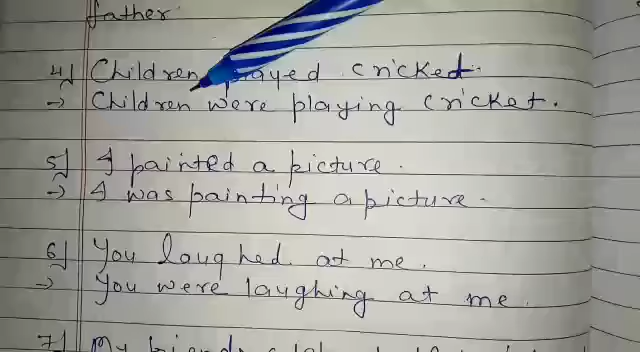 father
4] Children played cricket.
→ Children were playing cricket.
5] I painted a picture.
→ I was painting a picture.
6] You laughed at me.
→ You were laughing at me.
7] My